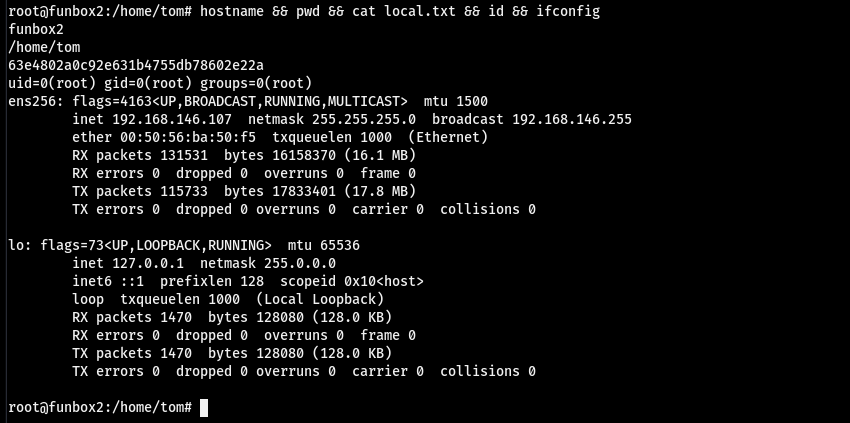 root@funbox2:/home/tom# hostname && pwd && cat local.txt && id && ifconfig
funbox2
/home/tom
63e4802a0c92e631b4755db78602e22a
uid=0(root) gid=0(root) groups=0(root)
ens256: flags=4163<UP,BROADCAST,RUNNING,MULTICAST>  mtu 1500
        inet 192.168.146.107  netmask 255.255.255.0  broadcast 192.168.146.255
        ether 00:50:56:ba:50:f5  txqueuelen 1000  (Ethernet)
        RX packets 131531  bytes 16158370 (16.1 MB)
        RX errors 0  dropped 0  overruns 0  frame 0
        TX packets 115733  bytes 17833401 (17.8 MB)
        TX errors 0  dropped 0 overruns 0  carrier 0  collisions 0

lo: flags=73<UP,LOOPBACK,RUNNING>  mtu 65536
        inet 127.0.0.1  netmask 255.0.0.0
        inet6 ::1  prefixlen 128  scopeid 0x10<host>
        loop  txqueuelen 1000  (Local Loopback)
        RX packets 1470  bytes 128080 (128.0 KB)
        RX errors 0  dropped 0  overruns 0  frame 0
        TX packets 1470  bytes 128080 (128.0 KB)
        TX errors 0  dropped 0 overruns 0  carrier 0  collisions 0

root@funbox2:/home/tom#